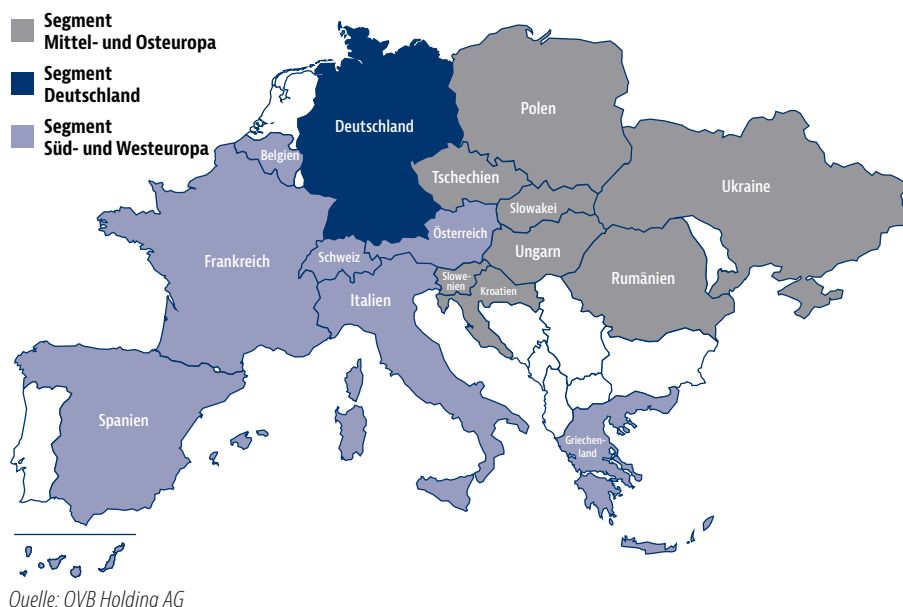 Segment
Mittel- und Osteuropa
Segment
Deutschland
Segment
Süd- und Westeuropa
Polen
Deutschland
Belgien
Tschechien
Ukraine
Slowakei
Österreich
Ungarn
Schweiz
Frankreich
Rumänien
Slowe-
nien
Kroatien
Italien
Spanien
Griechen-
land
Quelle: OVB Holding AG